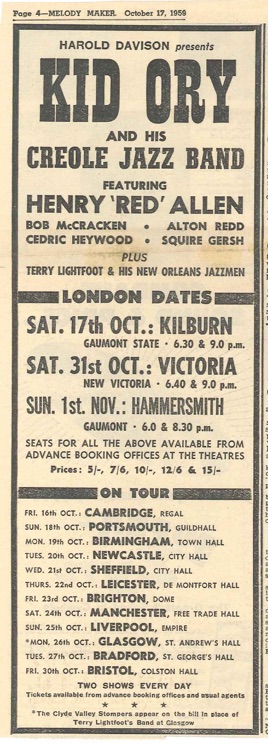 Page 4—MELODY MAKER. October 17, 1959
HAROLD DAVISON presents
KID ORY
AND HIS
CREOLE JAZZ BAND
FEATURING
HENRY 'RED' ALLEN
BOB McCRACKEN • ALTON REDD
CEDRIC HEYWOOD • SQUIRE GERSH
PLUS
TERRY LIGHTFOOT & HIS NEW ORLEANS JAZZMEN
LONDON DATES
SAT. 17th OCT.: KILBURN
GAUMONT STATE · 6.30 & 9.0 p.m.
SAT. 31st OCT.: VICTORIA
NEW VICTORIA · 6.40 & 9.0 p.m.
SUN. 1st. NOV.: HAMMERSMITH
GAUMONT · 6.0 & 8.30 p.m.
SEATS FOR ALL THE ABOVE AVAILABLE FROM
ADVANCE BOOKING OFFICES AT THE THEATRES
Prices: 5/-, 7/6, 10/-, 12/6 & 15/-
ON TOUR
FRI. 16th OCT.: CAMBRIDGE, REGAL
SUN. 18th OCT.: PORTSMOUTH, GUILDHALL
MON. 19th OCT.: BIRMINGHAM, TOWN HALL
TUES. 20th OCT.: NEWCASTLE, CITY HALL
WED. 21st OCT.: SHEFFIELD, CITY HALL
THURS. 22nd OCT.: LEICESTER, DE MONTFORT HALL
FRI. 23rd OCT.: BRIGHTON, DOME
SAT. 24th OCT.: MANCHESTER, FREE TRADE HALL
SUN. 25th OCT.: LIVERPOOL, EMPIRE
*MON. 26th OCT.: GLASGOW, ST. ANDREW'S HALL
TUES. 27th OCT.: BRADFORD, ST. GEORGE'S HALL
FRI. 30th OCT.: BRISTOL, COLSTON HALL
TWO SHOWS EVERY DAY
Tickets available from advance booking offices and usual agents
★ ★ ★
*The Clyde Valley Stompers appear on the bill in place of
Terry Lightfoot's Band at Glasgow